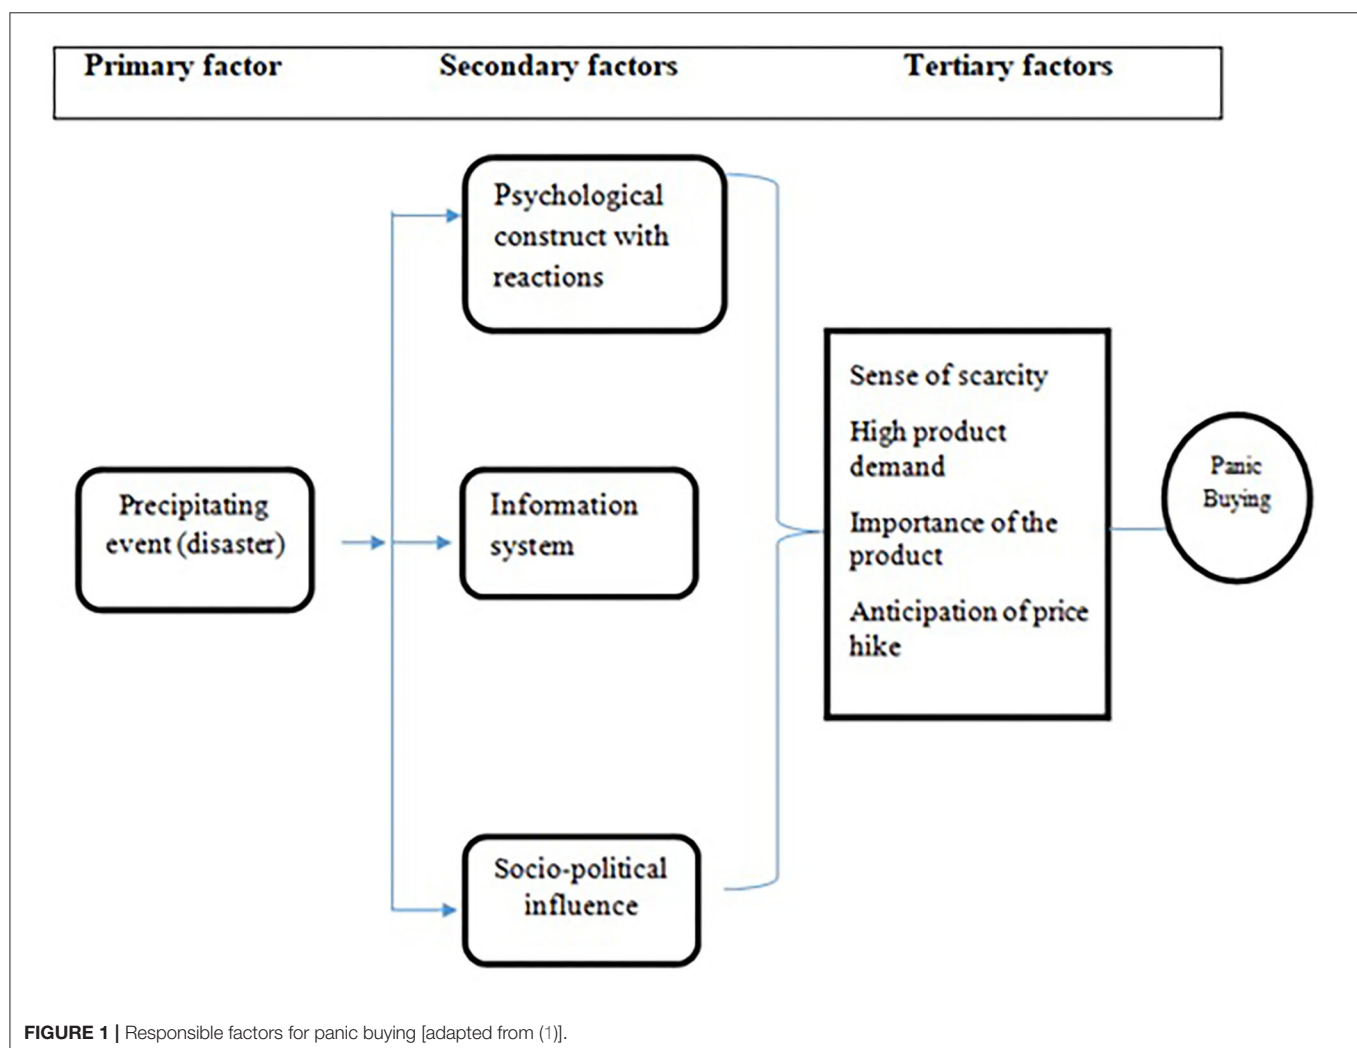 Primary factor Secondary factors Tertiary factors
Psychological
construct with
reactions
Precipitating
event (disaster)
Information
system
Socio-political
influence
Sense of scarcity
High product
demand
Importance of the
product
Anticipation of price
hike
Panic
Buying
FIGURE 1 | Responsible factors for panic buying [adapted from (1)].